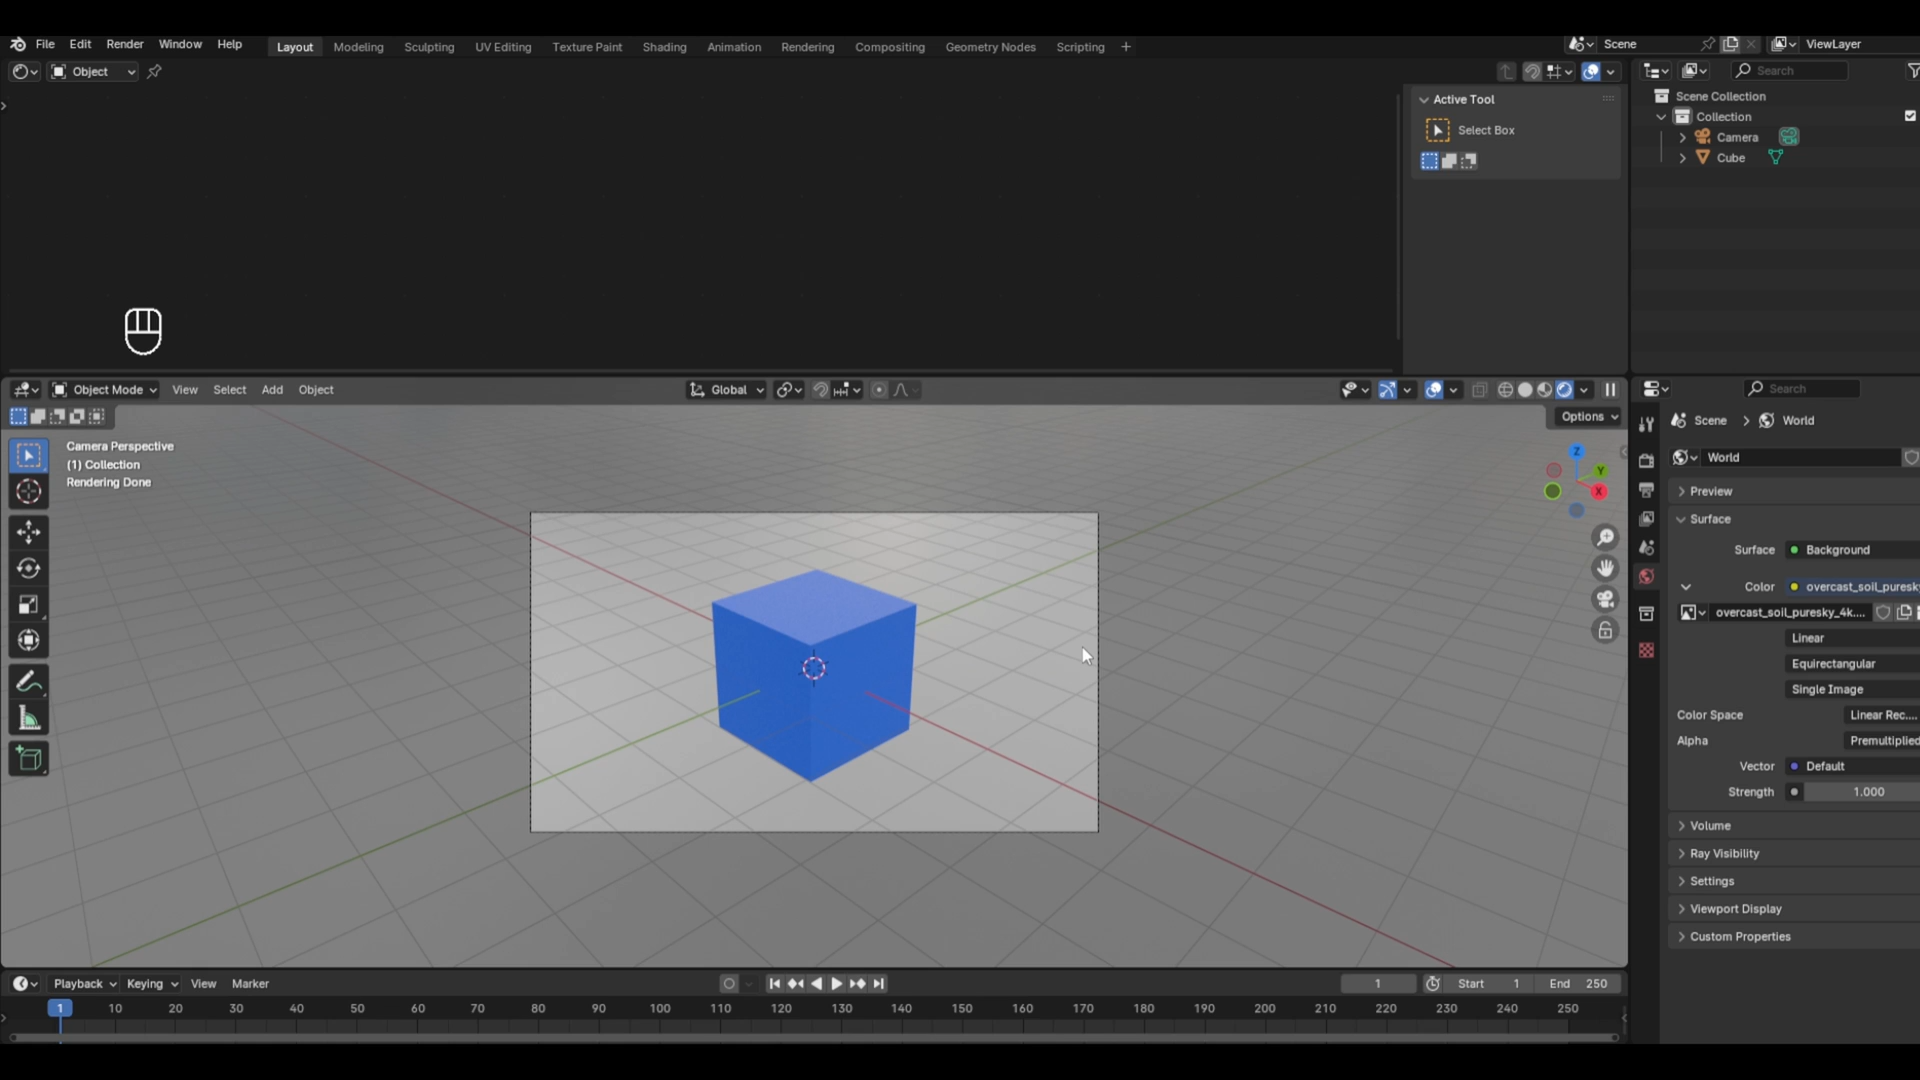 File Edit Render Window Help Layout Modeling Sculpting UV Editing Texture Paint Shading Animation Rendering Compositing Geometry Nodes Scripting + Scene ViewLayer
Object Search
Active Tool
Select Box
Scene Collection
Collection
Camera
Cube
Object Mode View Select Add Object Global Search
Options
Camera Perspective
(1) Collection
Rendering Done
Z
Y
X
Scene > World
World
Preview
Surface
Surface Background
Color overcast_soil_puresky
overcast_soil_puresky_4k....
Linear
Equirectangular
Single Image
Color Space Linear Rec....
Alpha Premultiplied
Vector Default
Strength 1.000
Volume
Ray Visibility
Settings
Viewport Display
Custom Properties
Playback Keying View Marker 1 Start 1 End 250
1 10 20 30 40 50 60 70 80 90 100 110 120 130 140 150 160 170 180 190 200 210 220 230 240 250